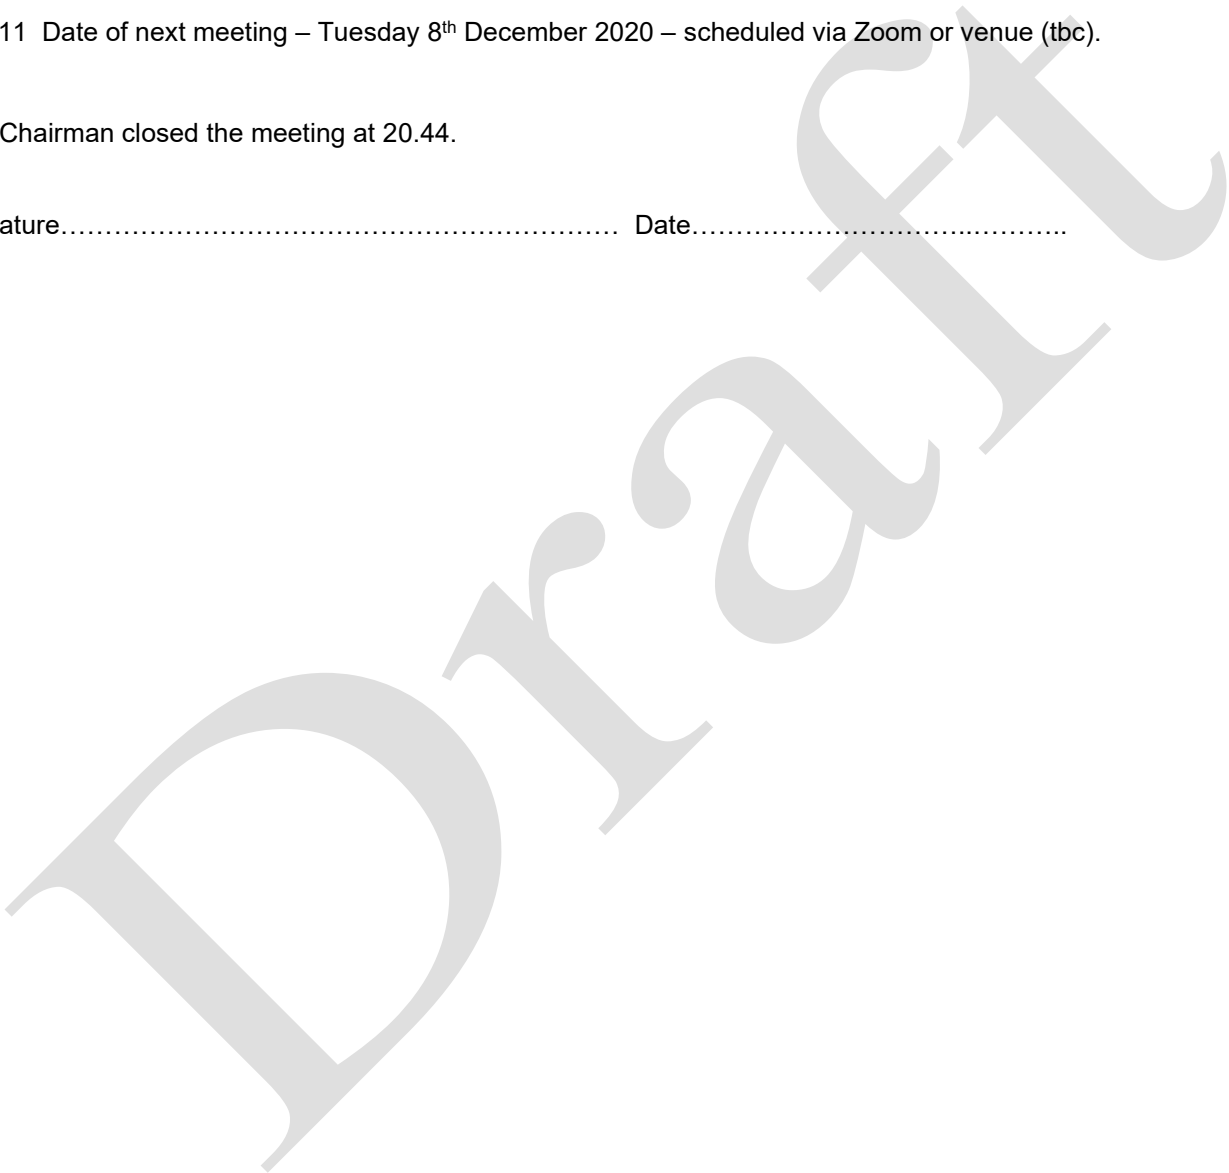 11 Date of next meeting – Tuesday 8th December 2020 – scheduled via Zoom or venue (tbc).
Chairman closed the meeting at 20.44.
ature……………………………………………………… Date…………………………...………..
Draft